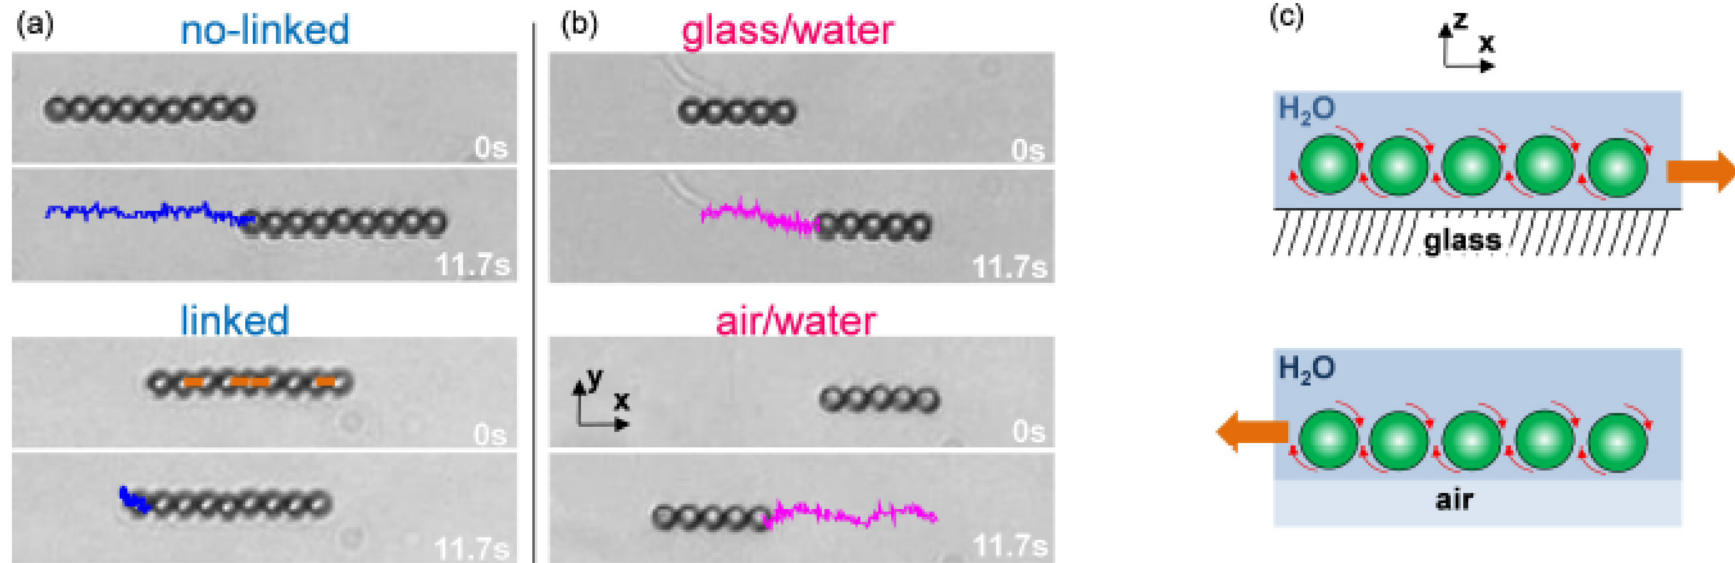 (a)
no-linked
0s
11.7s
linked
0s
11.7s
(b)
glass/water
0s
11.7s
air/water
y
x
0s
11.7s
(c)
z
x
H₂O
glass
H₂O
air